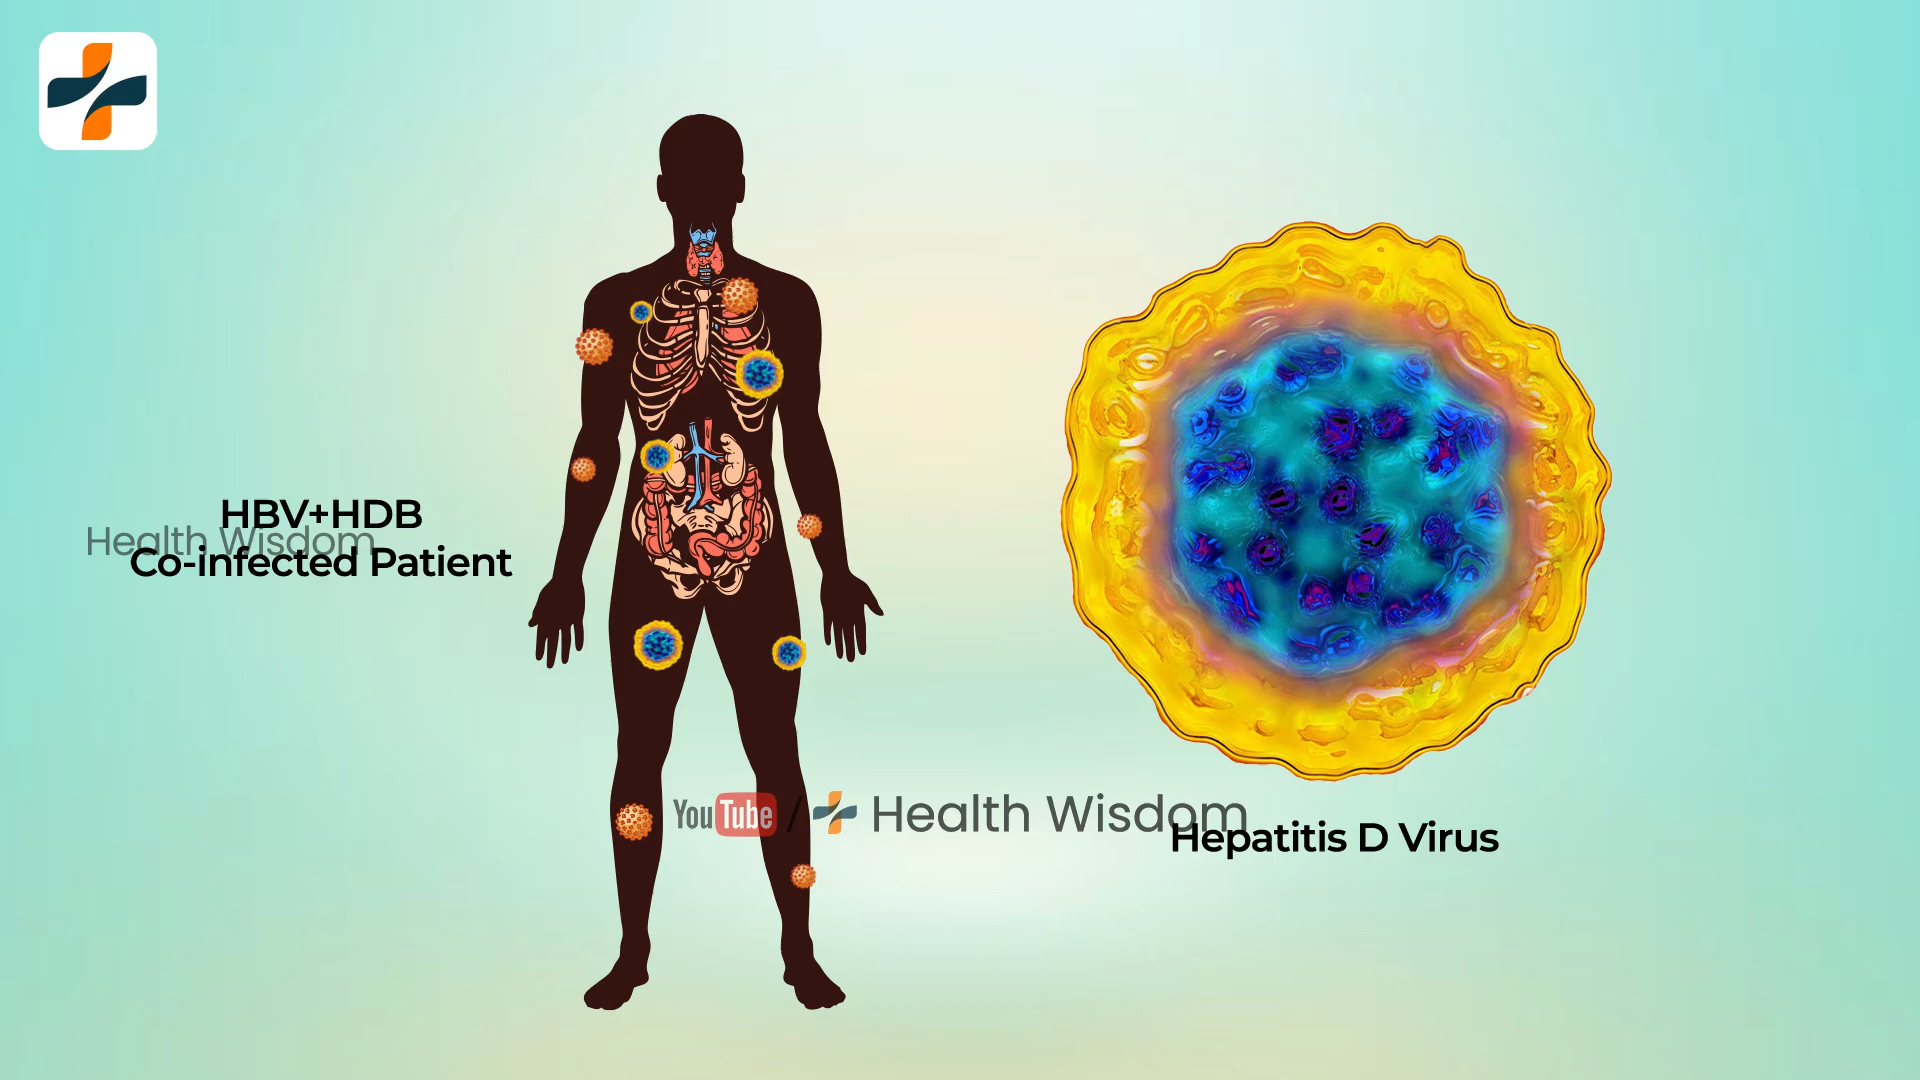 HBV+HDB
Health Wisdom
Co-infected Patient
YouTube / Health Wisdom
Hepatitis D Virus